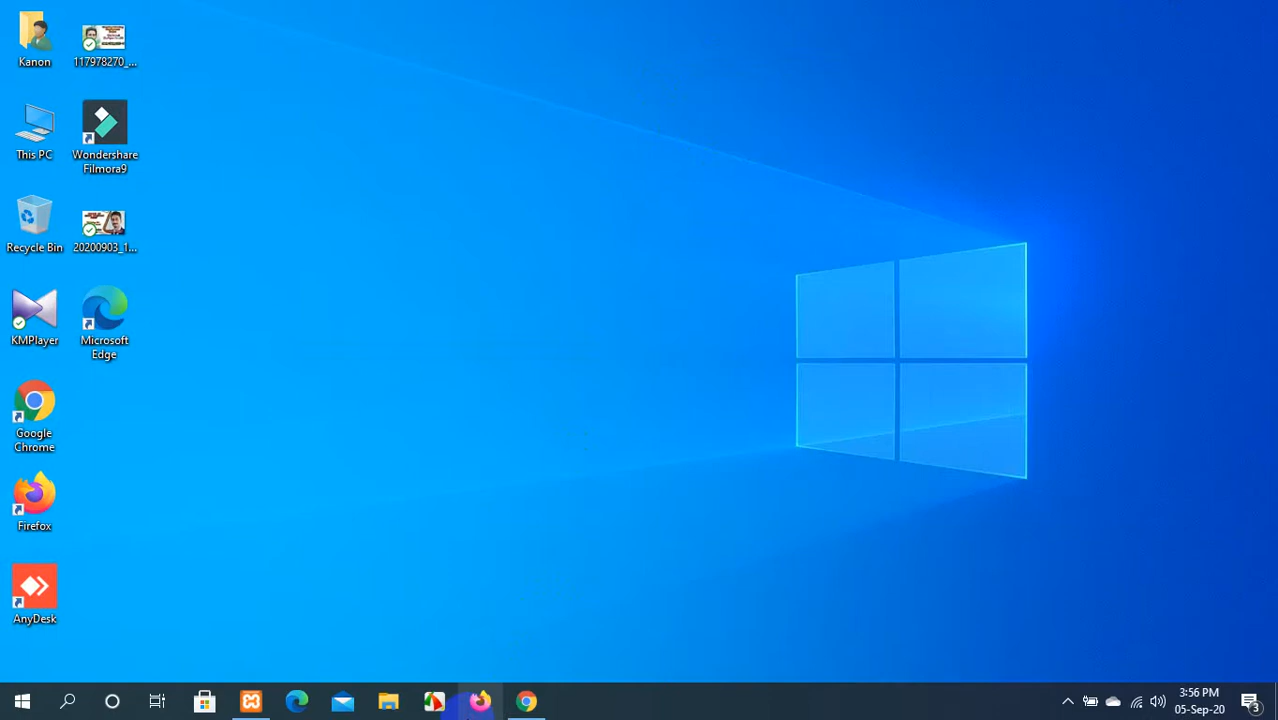 Kanon
117978270_...
This PC
Wondershare
Filmora9
Recycle Bin
20200903_1...
KMPlayer
Microsoft
Edge
Google
Chrome
Firefox
AnyDesk
3:56 PM
05-Sep-20
3